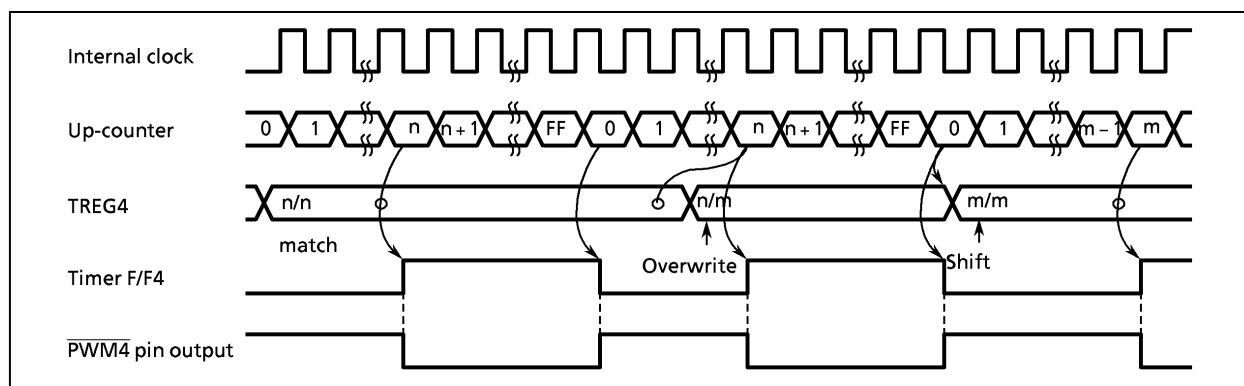 Internal clock
Up-counter 0 1 n n + 1 FF 0 1 n n + 1 FF 0 1 m – 1 m
TREG4 n/n n/m m/m
match
Overwrite Shift
Timer F/F4
PWM4 pin output